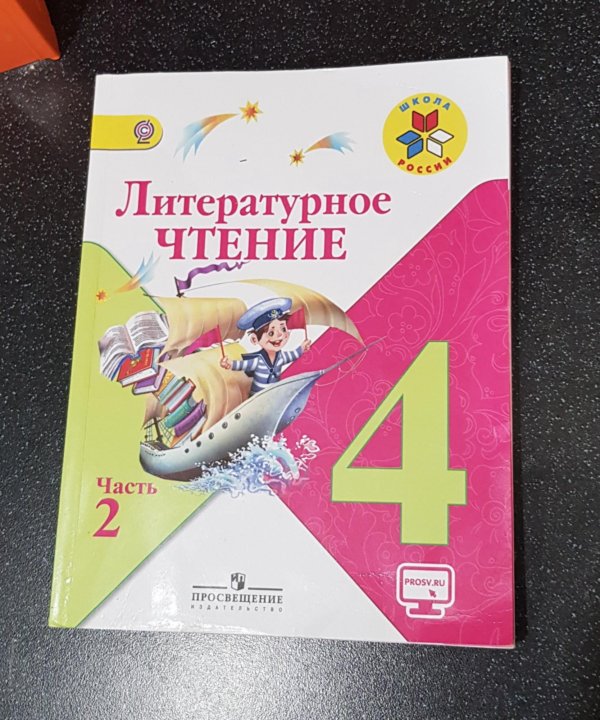 ШКОЛА
РОССИИ
Литературное
ЧТЕНИЕ
4
Часть
2
PROSV.RU
ПРОСВЕЩЕНИЕ
ИЗДАТЕЛЬСТВО